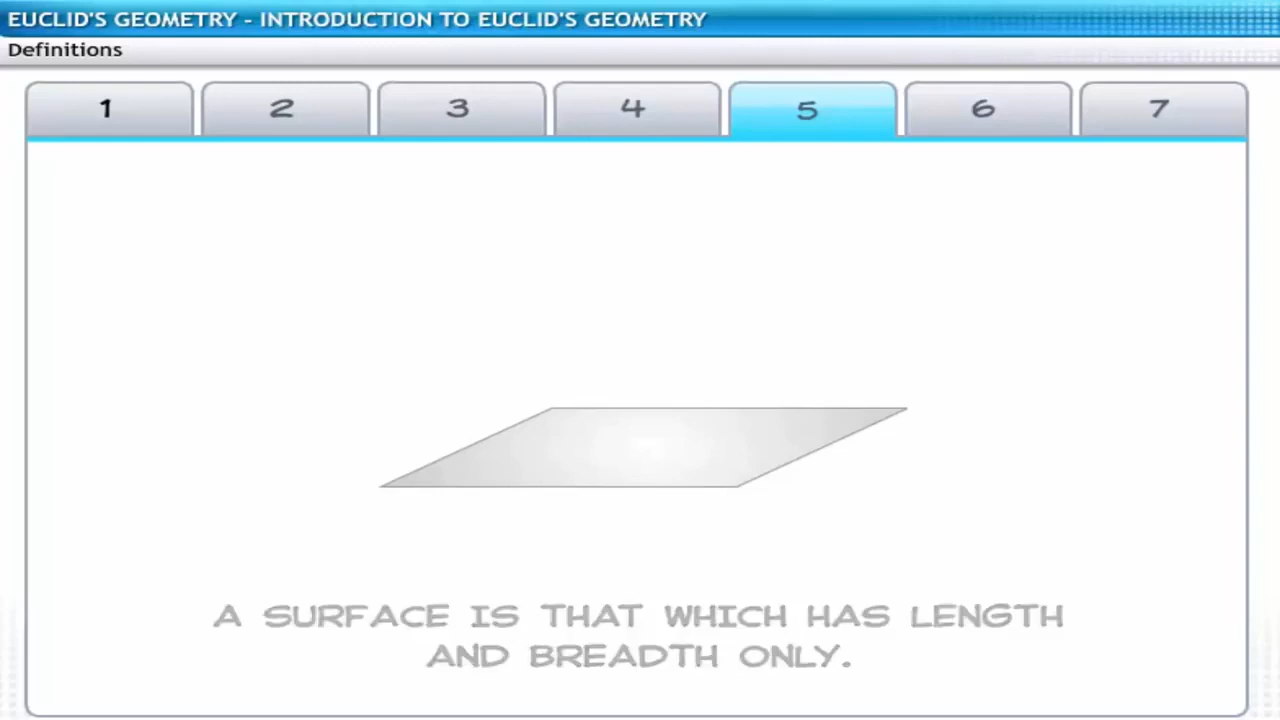 EUCLID'S GEOMETRY - INTRODUCTION TO EUCLID'S GEOMETRY
Definitions
1 2 3 4 5 6 7
A SURFACE IS THAT WHICH HAS LENGTH
AND BREADTH ONLY.